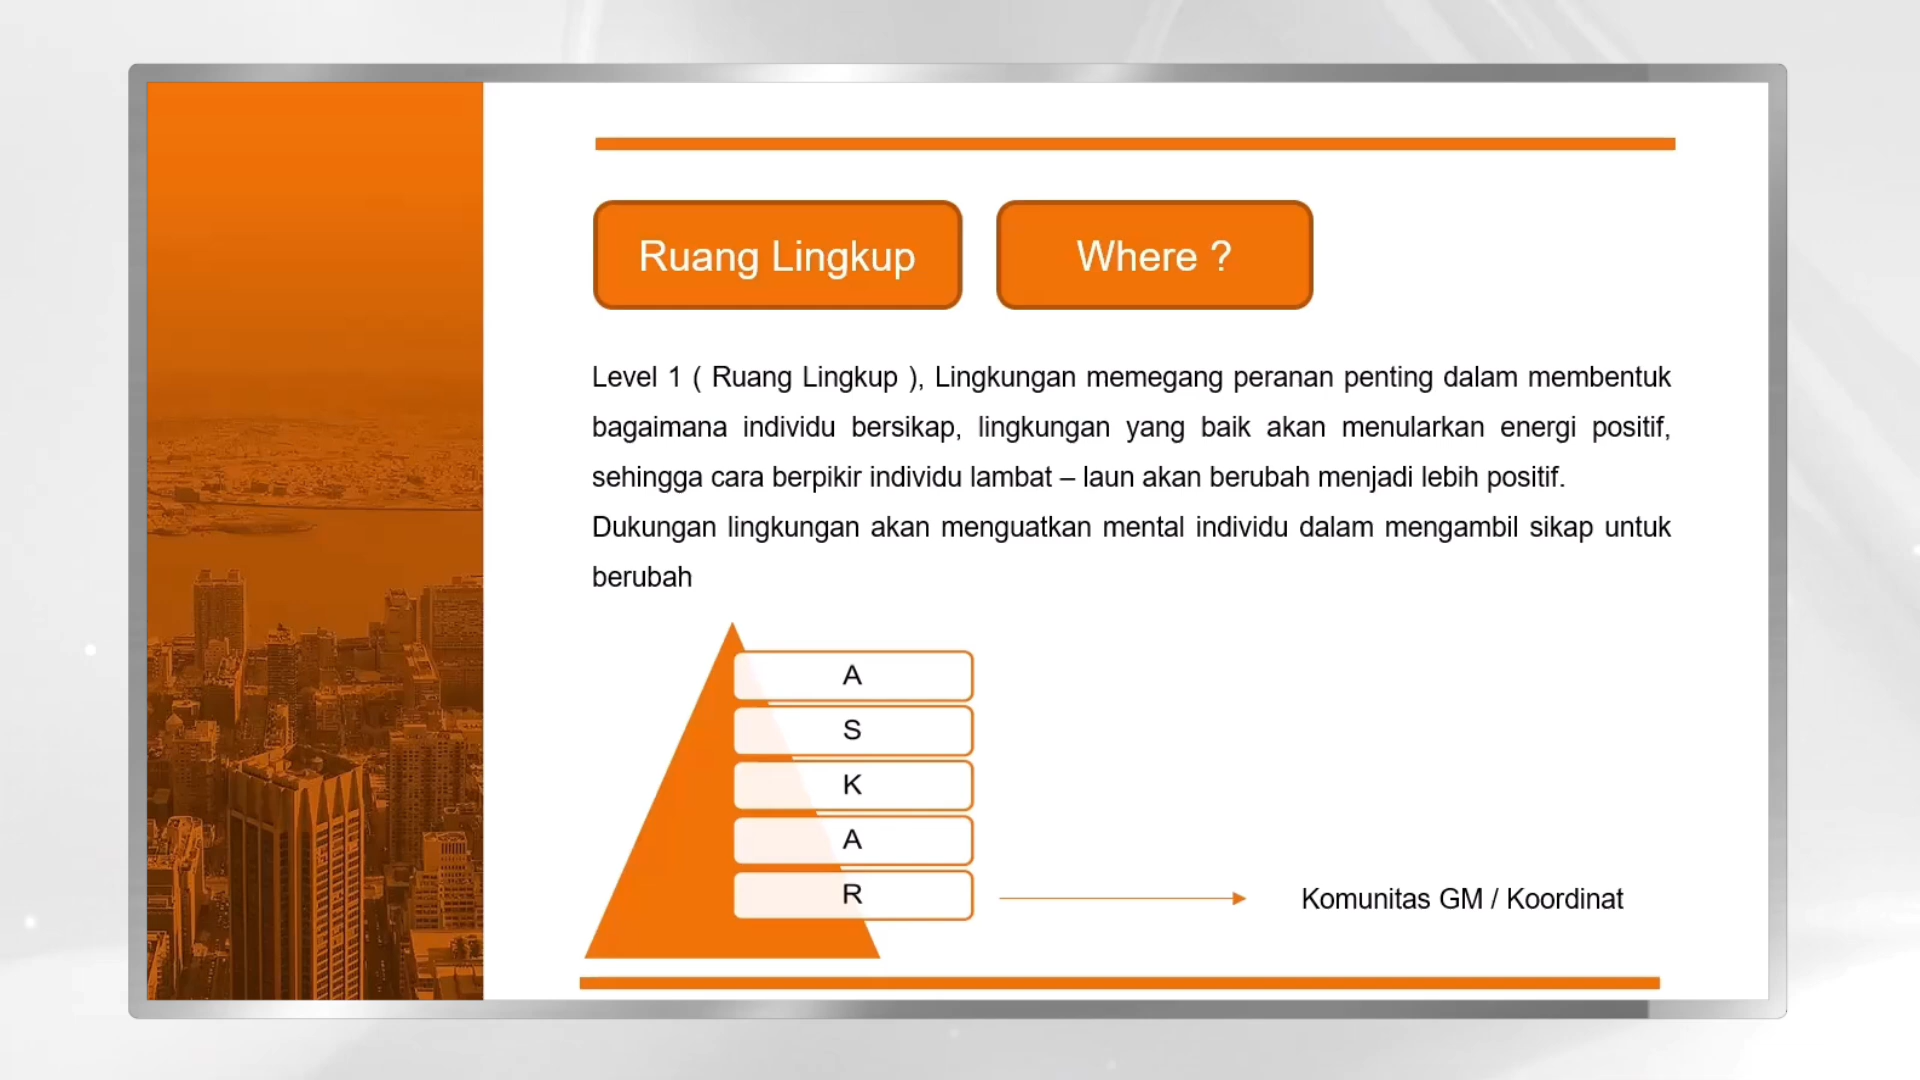 Ruang Lingkup
Where ?
Level 1 ( Ruang Lingkup ), Lingkungan memegang peranan penting dalam membentuk
bagaimana individu bersikap, lingkungan yang baik akan menularkan energi positif,
sehingga cara berpikir individu lambat – laun akan berubah menjadi lebih positif.
Dukungan lingkungan akan menguatkan mental individu dalam mengambil sikap untuk
berubah
A
S
K
A
R
Komunitas GM / Koordinat